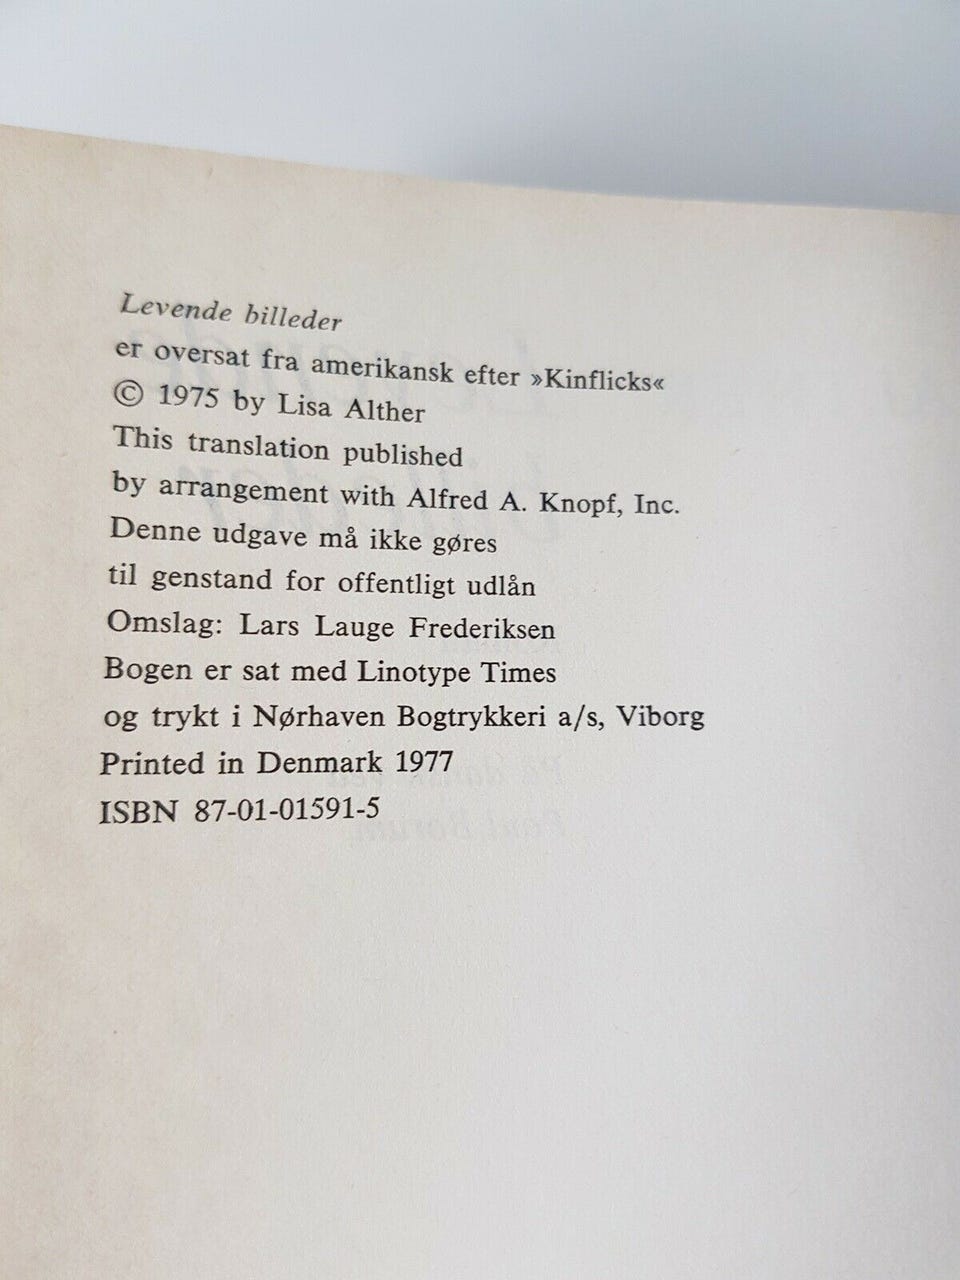 Levende billeder
er oversat fra amerikansk efter »Kinflicks«
© 1975 by Lisa Alther
This translation published
by arrangement with Alfred A. Knopf, Inc.
Denne udgave må ikke gøres
til genstand for offentligt udlån
Omslag: Lars Lauge Frederiksen
Bogen er sat med Linotype Times
og trykt i Nørhaven Bogtrykkeri a/s, Viborg
Printed in Denmark 1977
ISBN 87-01-01591-5